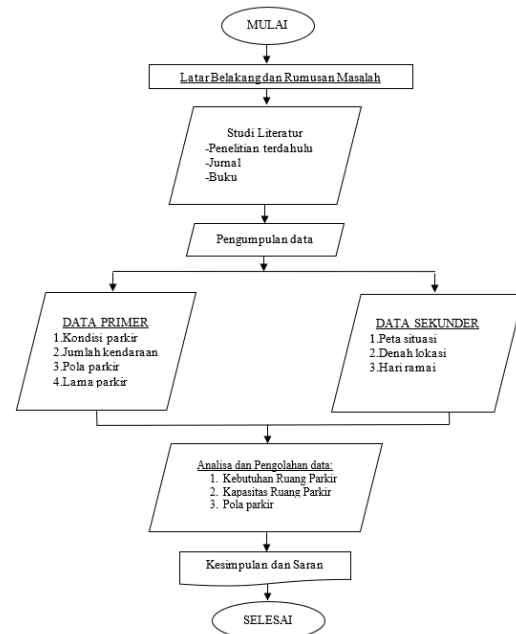 MULAI
Latar Belakang dan Rumusan Masalah
Studi Literatur
-Penelitian terdahulu
-Jurnal
-Buku
Pengumpulan data
DATA PRIMER
1.Kondisi parkir
2.Jumlah kendaraan
3.Pola parkir
4.Lama parkir
DATA SEKUNDER
1.Peta situasi
2.Denah lokasi
3.Hari ramai
Analisa dan Pengolahan data:
1. Kebutuhan Ruang Parkir
2. Kapasitas Ruang Parkir
3. Pola parkir
Kesimpulan dan Saran
SELESAI